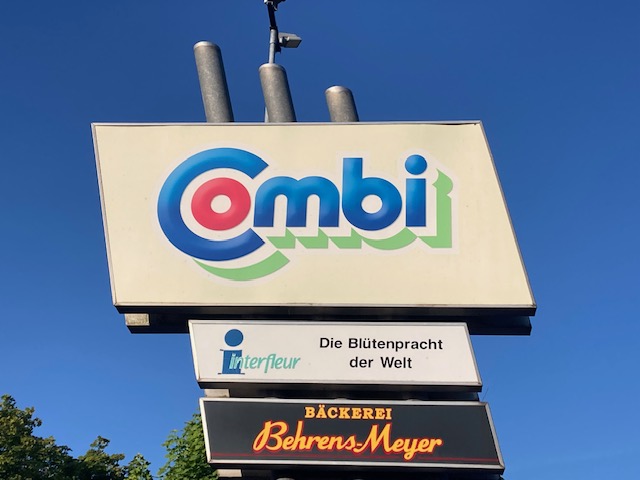 Combi
interfleur
Die Blütenpracht
der Welt
BÄCKEREI
Behrens-Meyer